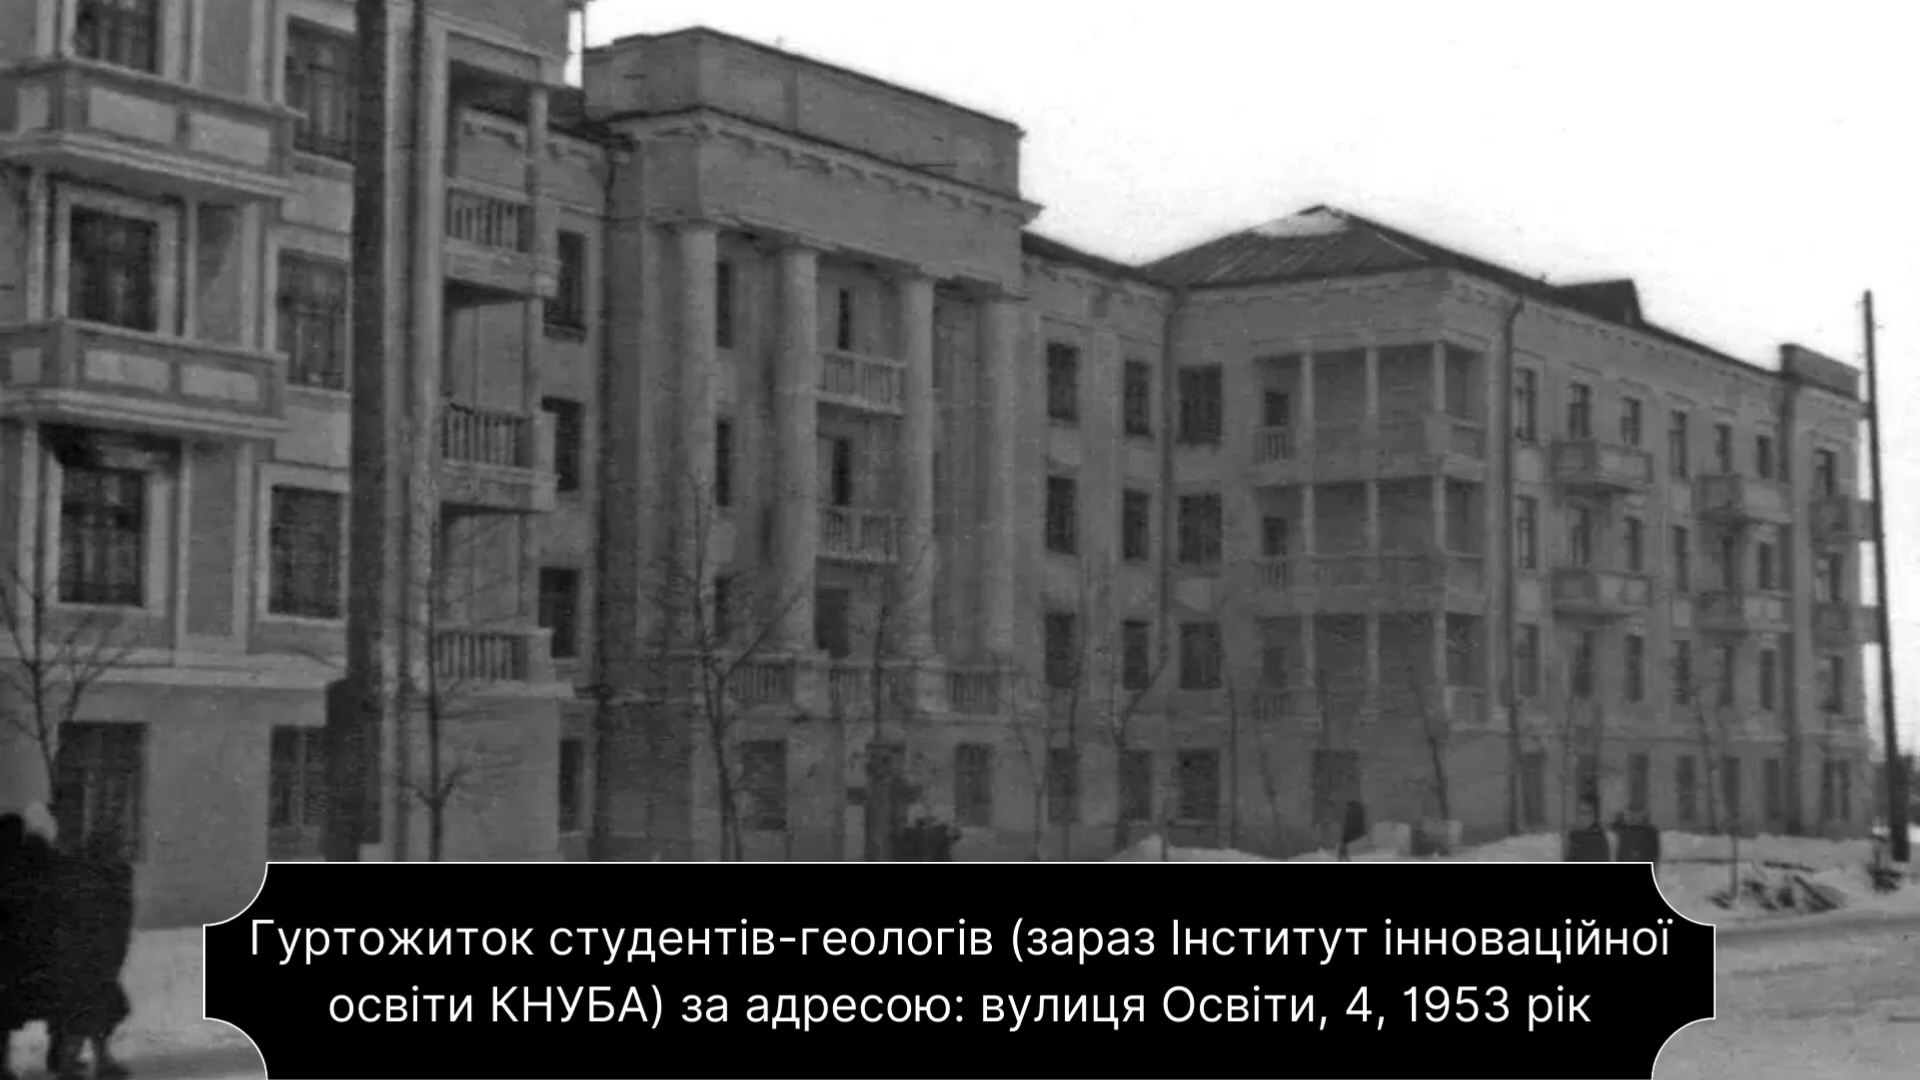 Гуртожиток студентів-геологів (зараз Інститут інноваційної
освіти КНУБА) за адресою: вулиця Освіти, 4, 1953 рік